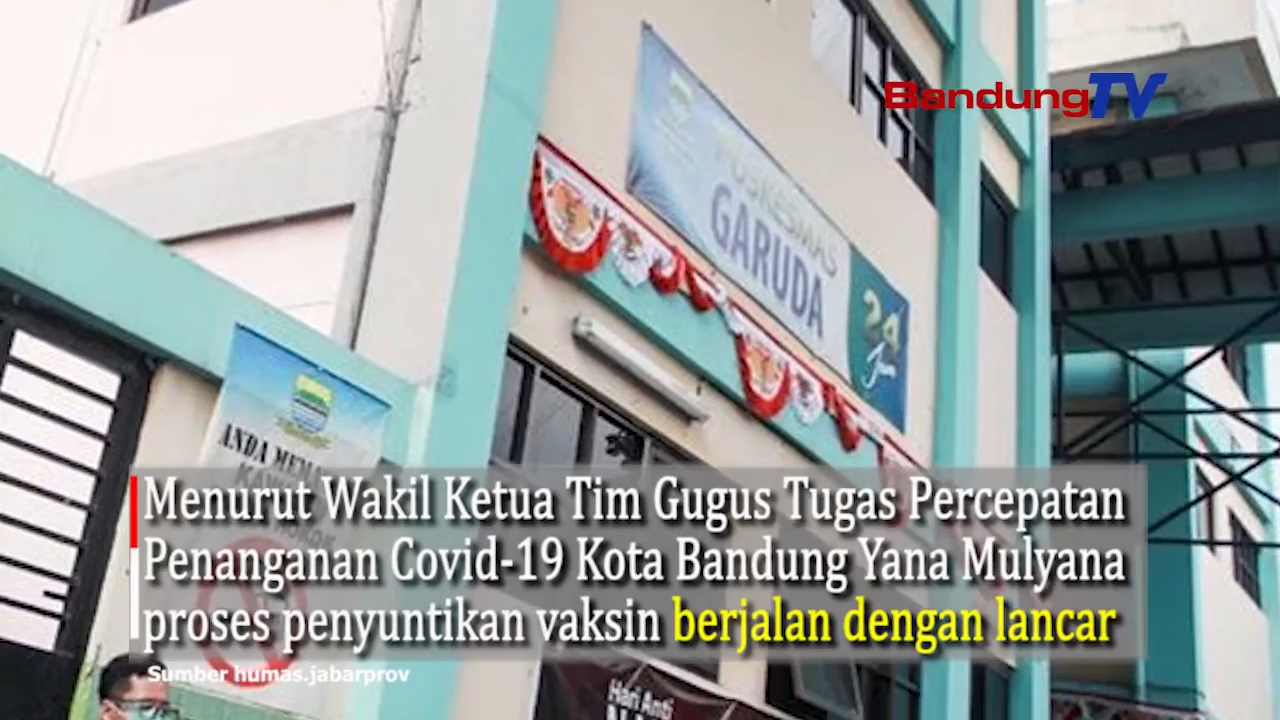 BandungTV
PUSKESMAS
GARUDA
24
Jam
ANDA MEMA
Menurut Wakil Ketua Tim Gugus Tugas Percepatan
Penanganan Covid-19 Kota Bandung Yana Mulyana
proses penyuntikan vaksin berjalan dengan lancar
Sumber humas.jabarprov
Hari Anti